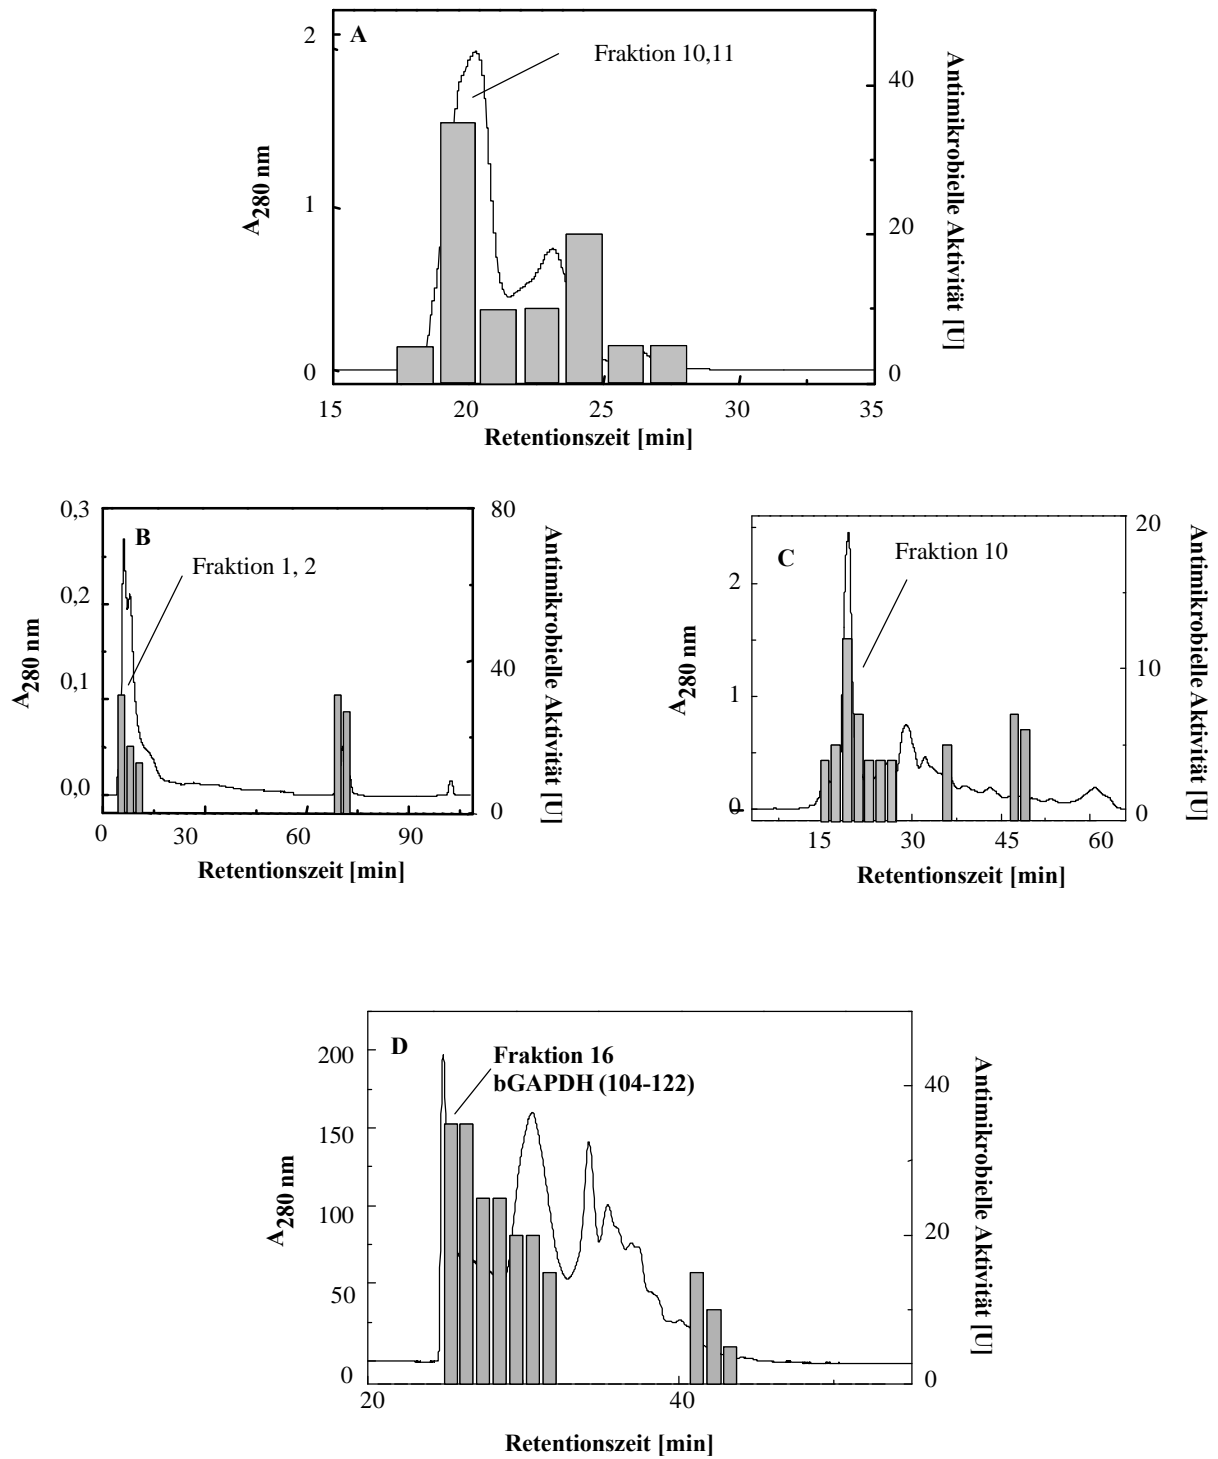 A
Fraktion 10,11
2
1
0
A280 nm
40
20
0
Antimikrobielle Aktivität [U]
15 20 25 30 35
Retentionszeit [min]
B
Fraktion 1, 2
0,3
0,2
0,1
0,0
A280 nm
80
40
0
Antimikrobielle Aktivität [U]
0 30 60 90
Retentionszeit [min]
C
Fraktion 10
2
1
0
A280 nm
20
10
0
Antimikrobielle Aktivität [U]
15 30 45 60
Retentionszeit [min]
D
Fraktion 16
bGAPDH (104-122)
200
150
100
50
0
A280 nm
40
20
0
Antimikrobielle Aktivität [U]
20 40
Retentionszeit [min]